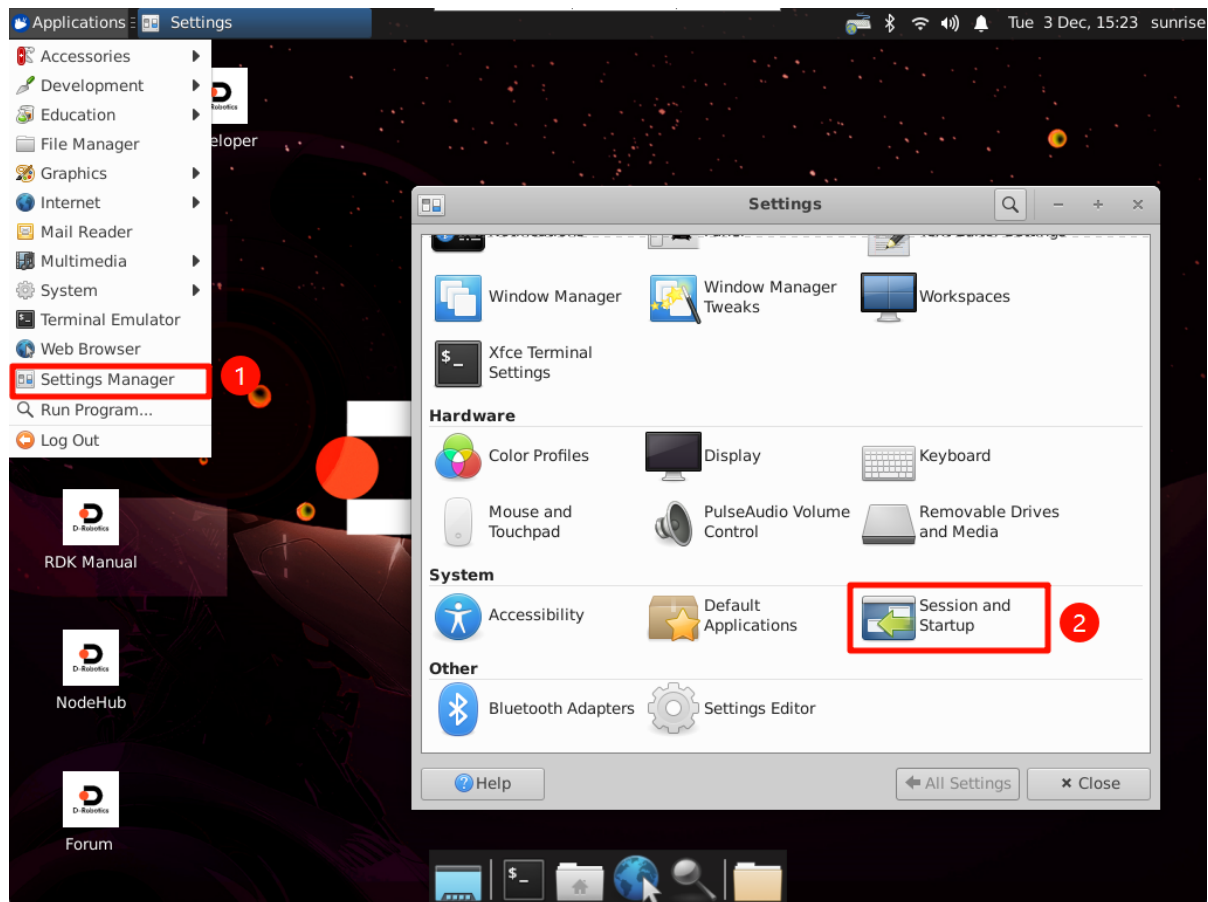 Applications
Settings
Tue 3 Dec, 15:23 sunrise
Accessories
Development
Education
File Manager
Graphics
Internet
Mail Reader
Multimedia
System
Terminal Emulator
Web Browser
Settings Manager
Run Program...
Log Out
1
D-Robotics
eloper
D-Robotics
RDK Manual
D-Robotics
NodeHub
D-Robotics
Forum
Settings
Window Manager
Window Manager
Tweaks
Workspaces
$_
Xfce Terminal
Settings
Hardware
Color Profiles
Display
Keyboard
Mouse and
Touchpad
PulseAudio Volume
Control
Removable Drives
and Media
System
Accessibility
Default
Applications
Session and
Startup
2
Other
Bluetooth Adapters
Settings Editor
?
Help
All Settings
Close
$_